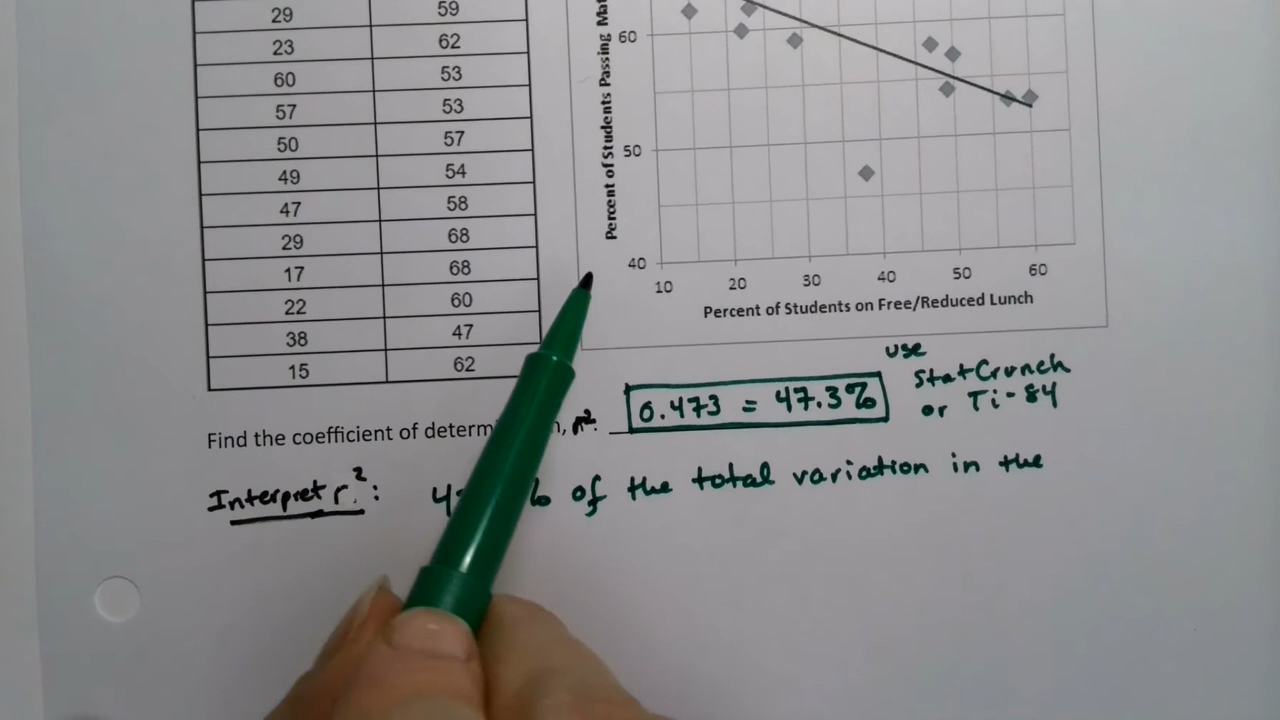 29 59
23 62
60 53
57 53
50 57
49 54
47 58
29 68
17 68
22 60
38 47
15 62
Percent of Students Passing
60
50
40
10 20 30 40 50 60
Percent of Students on Free/Reduced Lunch
use
StatCrunch
or Ti-84
Find the coefficient of r². 0.473 = 47.3%
Interpret r²: % of the total variation in the